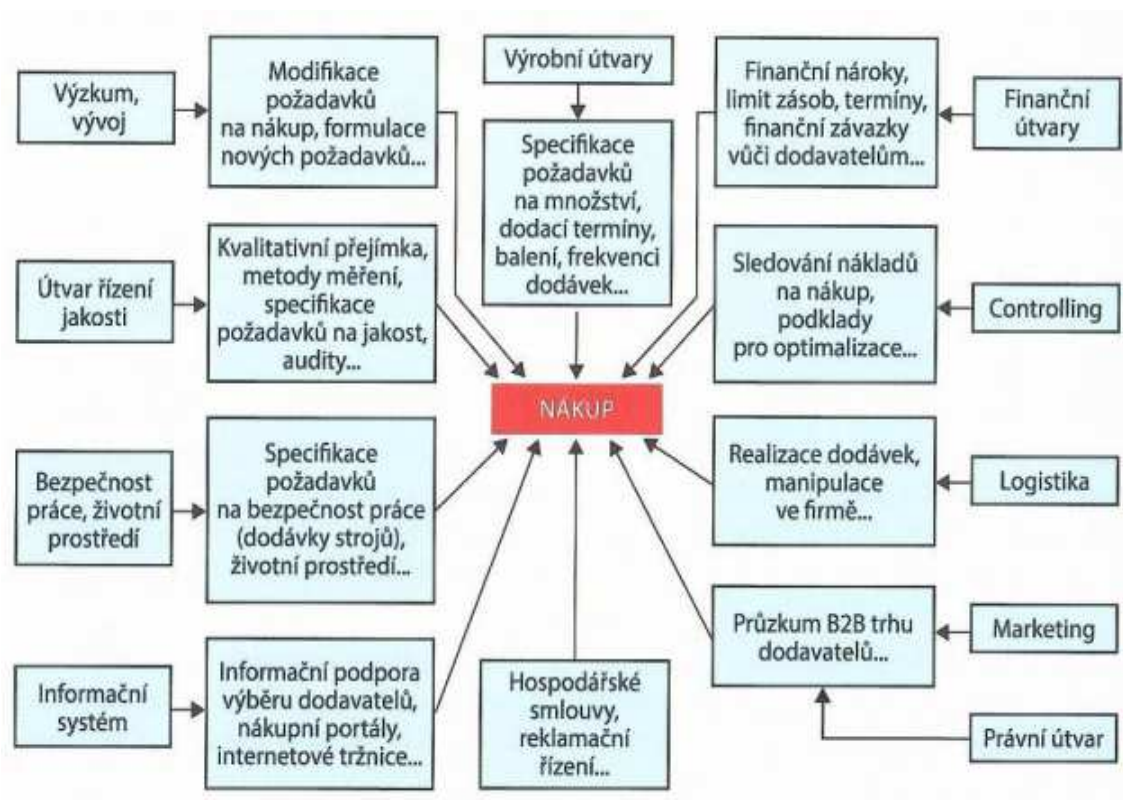 Výzkum,
vývoj
Modifikace
požadavků
na nákup, formulace
nových požadavků...
Výrobní útvary
Specifikace
požadavků
na množství,
dodací termíny,
balení, frekvenci
dodávek...
Finanční nároky,
limit zásob, termíny,
finanční závazky
vůči dodavatelům...
Finanční
útvary
Útvar řízení
jakosti
Kvalitativní přejímka,
metody měření,
specifikace
požadavků na jakost,
audity...
Sledování nákladů
na nákup,
podklady
pro optimalizace...
Controlling
NÁKUP
Bezpečnost
práce, životní
prostředí
Specifikace
požadavků
na bezpečnost práce
(dodávky strojů),
životní prostředí...
Realizace dodávek,
manipulace
ve firmě...
Logistika
Informační
systém
Informační podpora
výběru dodavatelů,
nákupní portály,
internetové tržnice...
Hospodářské
smlouvy,
reklamační
řízení...
Průzkum B2B trhu
dodavatelů...
Marketing
Právní útvar